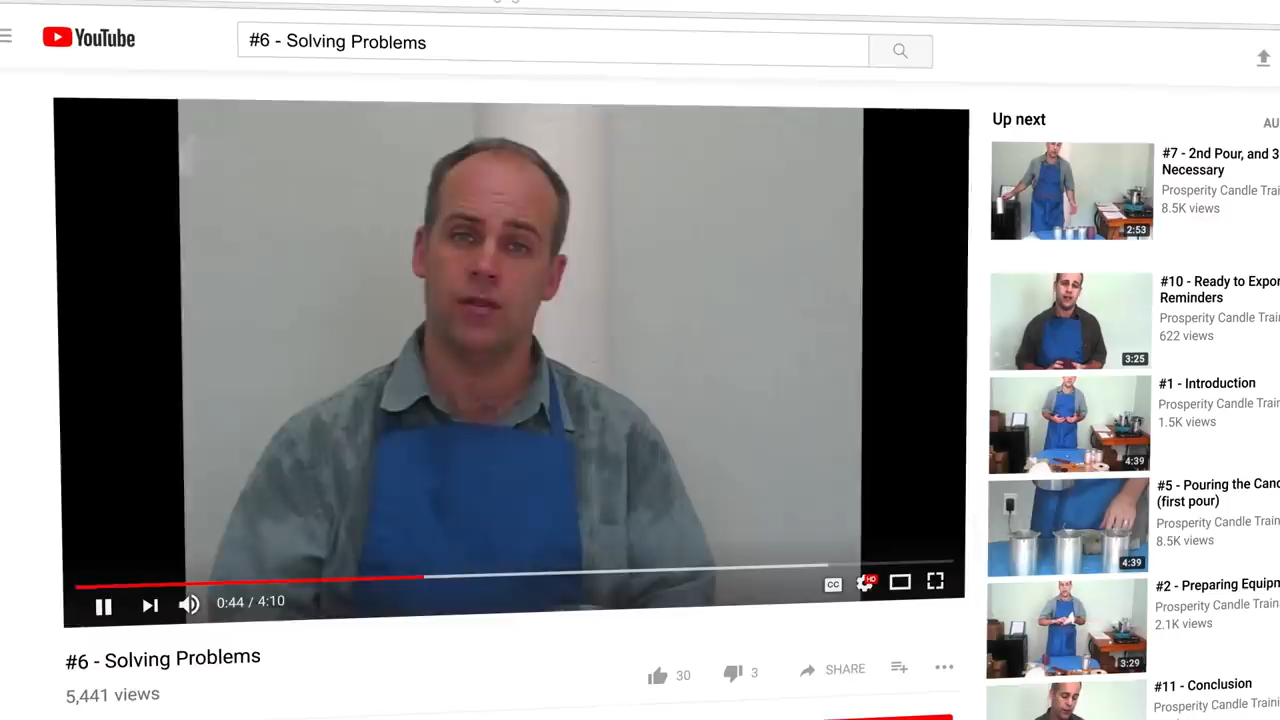 YouTube
#6 - Solving Problems
Up next
AU
#7 - 2nd Pour, and 3
Necessary
Prosperity Candle Trai
8.5K views
2:53
#10 - Ready to Expor
Reminders
Prosperity Candle Trai
622 views
3:25
#1 - Introduction
Prosperity Candle Trai
1.5K views
4:39
#5 - Pouring the Cand
(first pour)
Prosperity Candle Trai
8.5K views
4:39
#2 - Preparing Equipn
Prosperity Candle Train
2.1K views
3:29
#11 - Conclusion
Prosperity Candle Traini
CC
HD
0:44 / 4:10
#6 - Solving Problems
5,441 views
30
3
SHARE